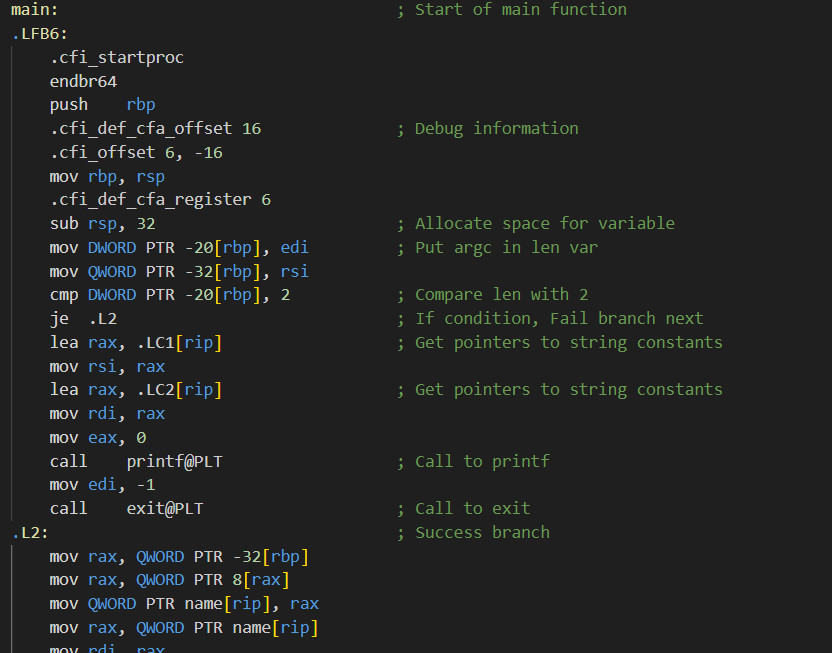 main: ; Start of main function
.LFB6:
.cfi_startproc
endbr64
push rbp
.cfi_def_cfa_offset 16 ; Debug information
.cfi_offset 6, -16
mov rbp, rsp
.cfi_def_cfa_register 6
sub rsp, 32 ; Allocate space for variable
mov DWORD PTR -20[rbp], edi ; Put argc in len var
mov QWORD PTR -32[rbp], rsi
cmp DWORD PTR -20[rbp], 2 ; Compare len with 2
je .L2 ; If condition, Fail branch next
lea rax, .LC1[rip] ; Get pointers to string constants
mov rsi, rax
lea rax, .LC2[rip] ; Get pointers to string constants
mov rdi, rax
mov eax, 0
call printf@PLT ; Call to printf
mov edi, -1
call exit@PLT ; Call to exit
.L2: ; Success branch
mov rax, QWORD PTR -32[rbp]
mov rax, QWORD PTR 8[rax]
mov QWORD PTR name[rip], rax
mov rax, QWORD PTR name[rip]
mov rdi, rax